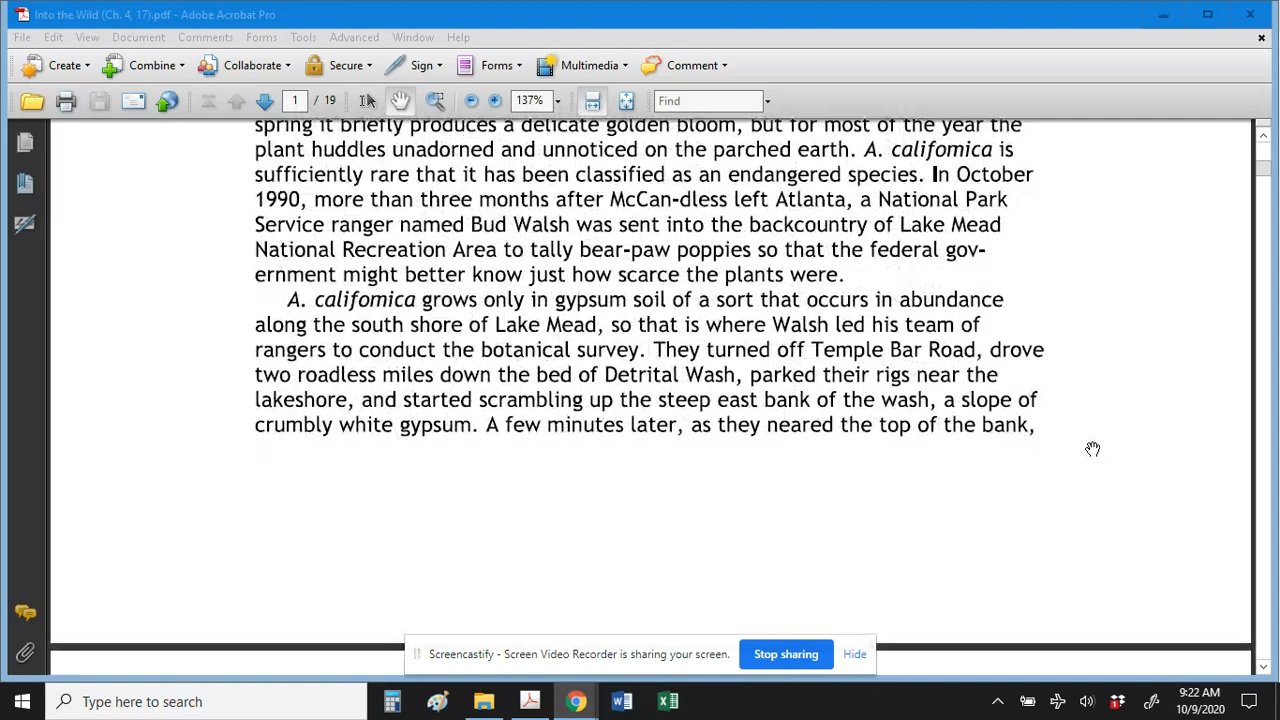 Into the Wild (Ch. 4, 17).pdf - Adobe Acrobat Pro
File Edit View Document Comments Forms Tools Advanced Window Help
Create Combine Collaborate Secure Sign Forms Multimedia Comment
1 / 19 137% Find
spring it briefly produces a delicate golden bloom, but for most of the year the
plant huddles unadorned and unnoticed on the parched earth. A. califomica is
sufficiently rare that it has been classified as an endangered species. In October
1990, more than three months after McCan-dless left Atlanta, a National Park
Service ranger named Bud Walsh was sent into the backcountry of Lake Mead
National Recreation Area to tally bear-paw poppies so that the federal gov-
ernment might better know just how scarce the plants were.
A. califomica grows only in gypsum soil of a sort that occurs in abundance
along the south shore of Lake Mead, so that is where Walsh led his team of
rangers to conduct the botanical survey. They turned off Temple Bar Road, drove
two roadless miles down the bed of Detrital Wash, parked their rigs near the
lakeshore, and started scrambling up the steep east bank of the wash, a slope of
crumbly white gypsum. A few minutes later, as they neared the top of the bank,
Screencastify - Screen Video Recorder is sharing your screen. Stop sharing Hide
Type here to search
9:22 AM
10/9/2020